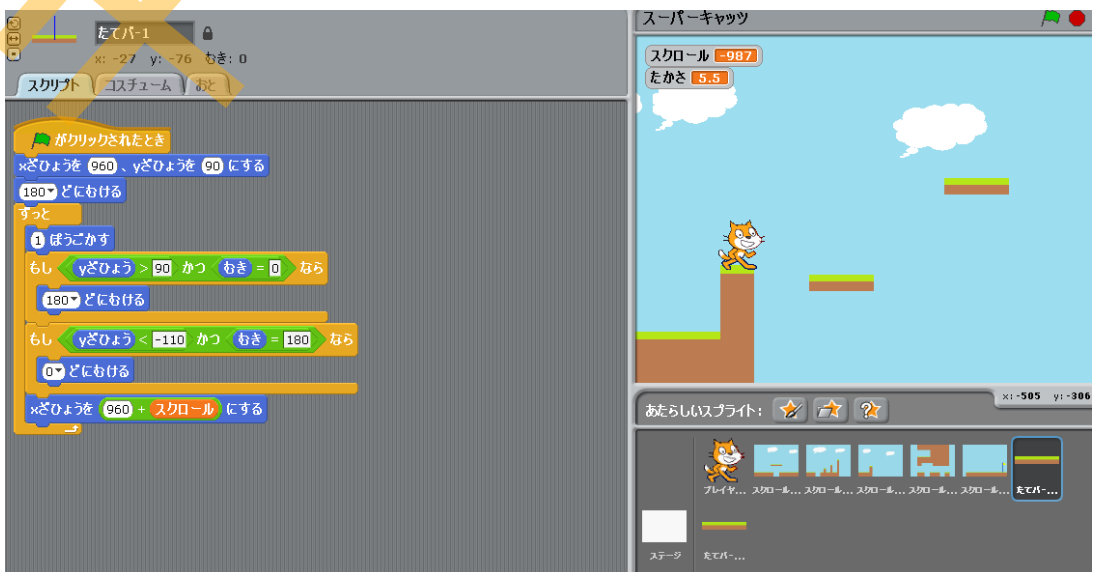 たてバー1
x: -27 y: -76 むき: 0
スクリプト コスチューム おと
がクリックされたとき
xざひょうを 960 、yざひょうを 90 にする
180 どにむける
ずっと
1 ほうごかす
もし yざひょう > 90 かつ むき = 0 なら
180 どにむける
もし yざひょう < -110 かつ むき = 180 なら
0 どにむける
xざひょうを 960 + スクロール にする
スーパーキャッツ
スクロール -987
たかさ 5.5
x: -505 y: -306
あたらしいスプライト:
プレイヤ... スクロール... スクロール... スクロール... スクロール... スクロール... たてバー...
ステージ たてバー...